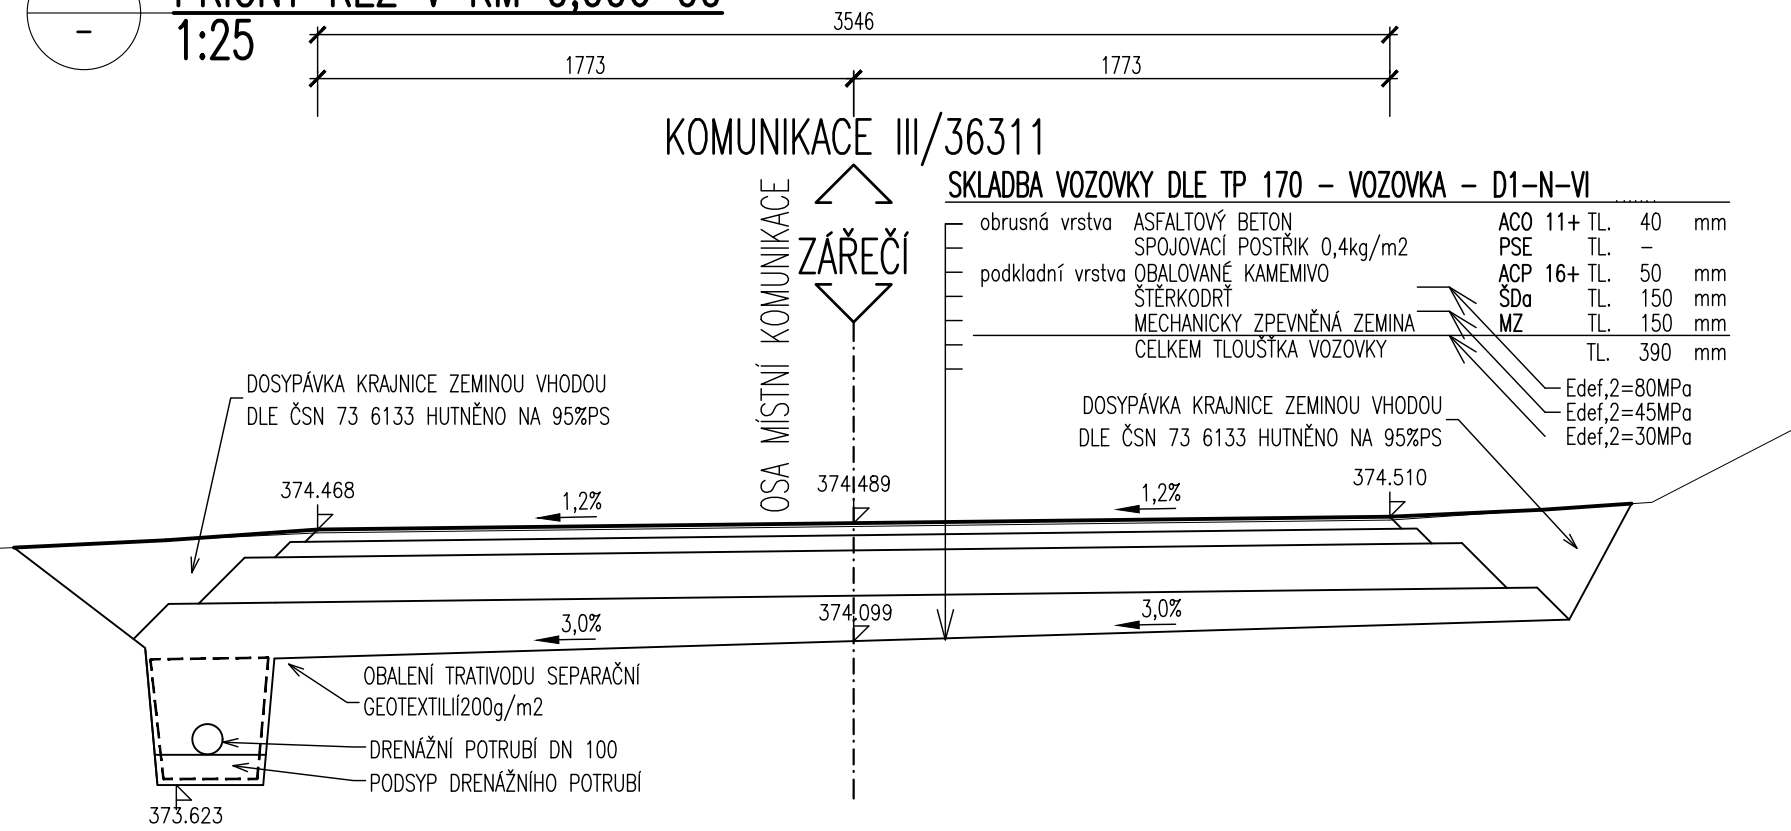 1:25
-
3546
1773
1773
KOMUNIKACE III/36311
OSA MÍSTNÍ KOMUNIKACE
ZÁŘEČÍ
SKLADBA VOZOVKY DLE TP 170 - VOZOVKA - D1-N-VI
obrusná vrstva ASFALTOVÝ BETON ACO 11+ TL. 40 mm
SPOJOVACÍ POSTŘIK 0,4kg/m2 PSE TL. -
podkladní vrstva OBALOVANÉ KAMEMIVO ACP 16+ TL. 50 mm
ŠTĚRKODRŤ ŠDa TL. 150 mm
MECHANICKY ZPEVNĚNÁ ZEMINA MZ TL. 150 mm
CELKEM TLOUŠŤKA VOZOVKY TL. 390 mm
Edef,2=80MPa
Edef,2=45MPa
Edef,2=30MPa
DOSYPÁVKA KRAJNICE ZEMINOU VHODOU
DLE ČSN 73 6133 HUTNĚNO NA 95%PS
DOSYPÁVKA KRAJNICE ZEMINOU VHODOU
DLE ČSN 73 6133 HUTNĚNO NA 95%PS
374.468
1,2%
374.489
1,2%
374.510
3,0%
374.099
3,0%
OBALENÍ TRATIVODU SEPARAČNÍ
GEOTEXTILIÍ200g/m2
DRENÁŽNÍ POTRUBÍ DN 100
PODSYP DRENÁŽNÍHO POTRUBÍ
373.623